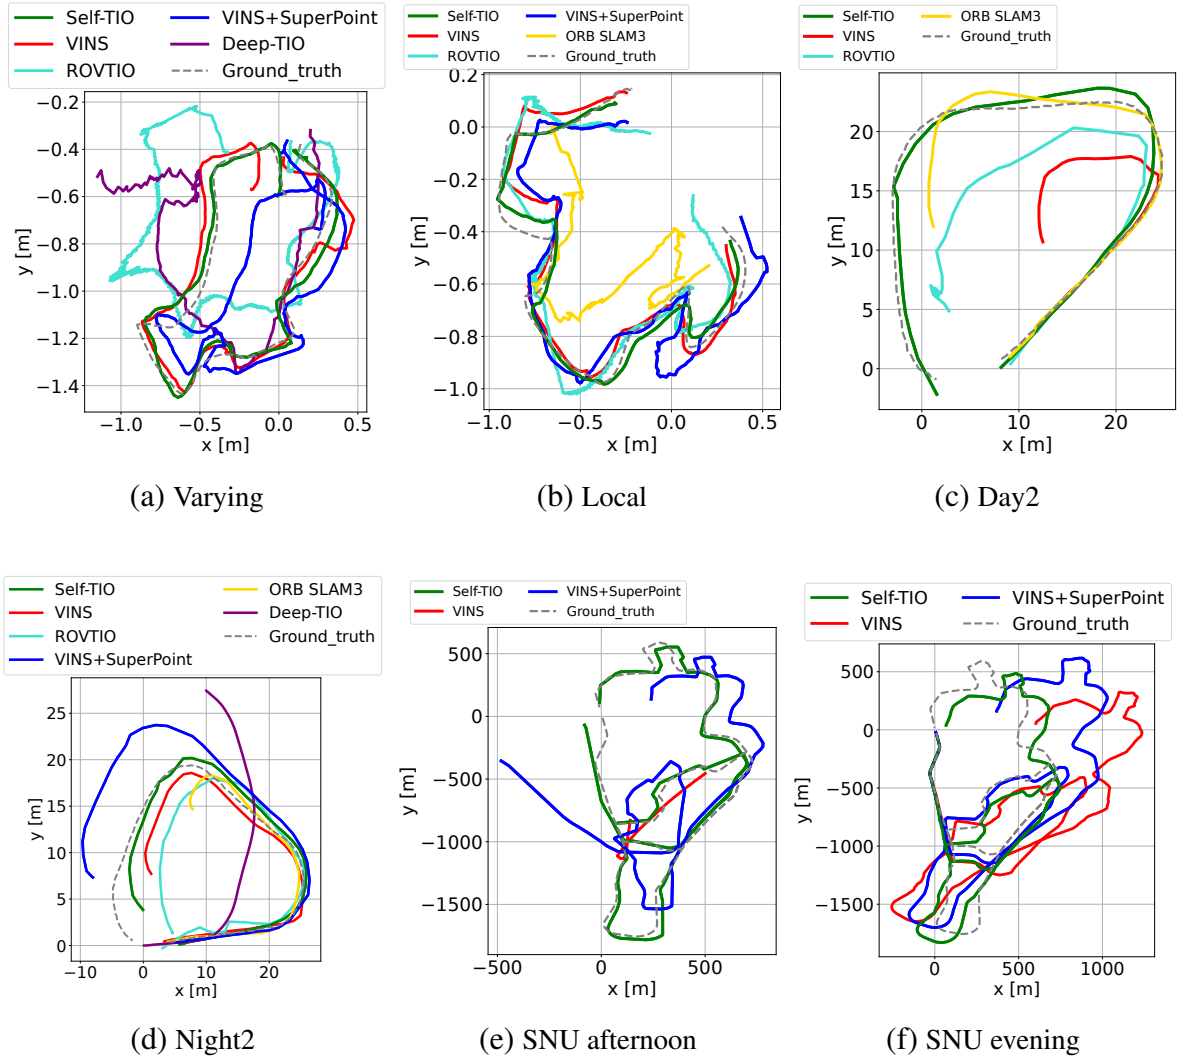 Self-TIO VINS+SuperPoint
VINS Deep-TIO
ROVTIO Ground_truth
−0.2
−0.4
−0.6
−0.8
−1.0
−1.2
−1.4
y [m]
−1.0 −0.5 0.0 0.5
x [m]
(a) Varying
Self-TIO VINS+SuperPoint
VINS ORB SLAM3
ROVTIO Ground_truth
0.2
0.0
−0.2
−0.4
−0.6
−0.8
−1.0
y [m]
−1.0 −0.5 0.0 0.5
x [m]
(b) Local
Self-TIO ORB SLAM3
VINS Ground_truth
ROVTIO
20
15
10
5
0
y [m]
0 10 20
x [m]
(c) Day2
Self-TIO ORB SLAM3
VINS Deep-TIO
ROVTIO Ground_truth
VINS+SuperPoint
25
20
15
10
5
0
y [m]
−10 0 10 20
x [m]
(d) Night2
Self-TIO VINS+SuperPoint
VINS Ground_truth
500
0
−500
−1000
−1500
y [m]
−500 0 500
x [m]
(e) SNU afternoon
Self-TIO VINS+SuperPoint
VINS Ground_truth
500
0
−500
−1000
−1500
y [m]
0 500 1000
x [m]
(f) SNU evening